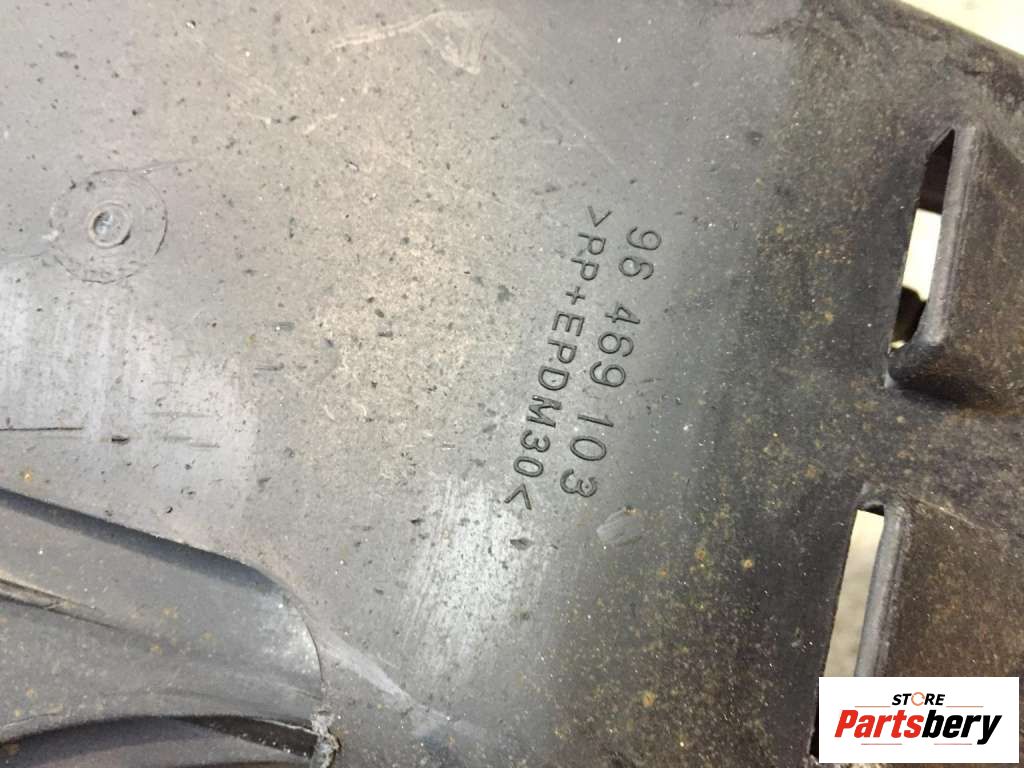 96 469 103
>PP+EPDM30<
STORE
Partsbery